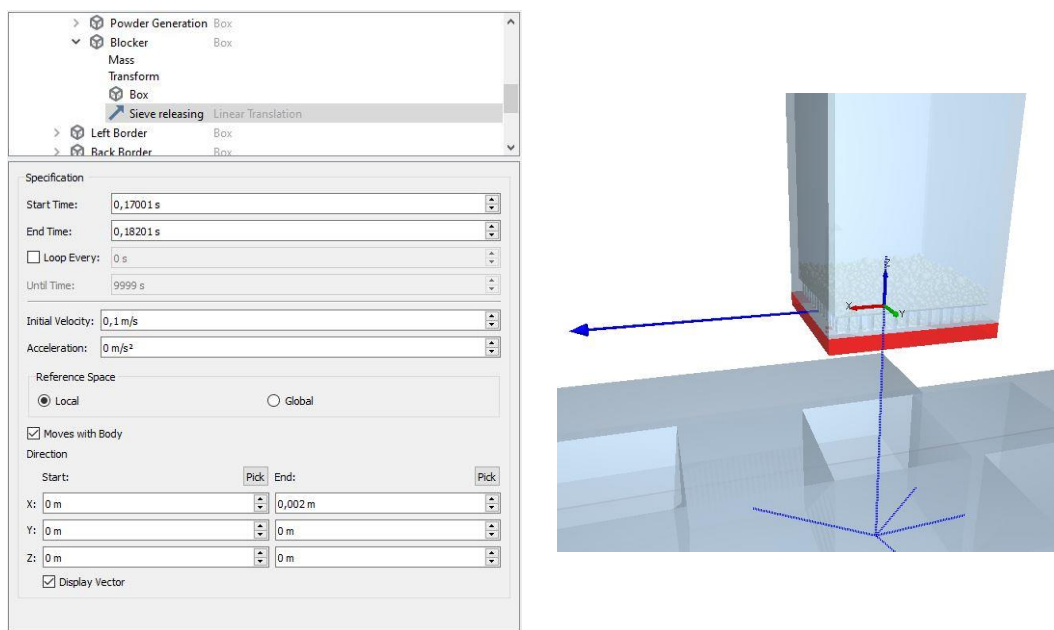 Powder Generation Box
Blocker Box
Mass
Transform
Box
Sieve releasing Linear Translation
Left Border Box
Back Border Box
Specification
Start Time: 0,17001 s
End Time: 0,18201 s
Loop Every: 0 s
Until Time: 9999 s
Initial Velocity: 0,1 m/s
Acceleration: 0 m/s²
Reference Space
Local Global
Moves with Body
Direction
Start: Pick End: Pick
X: 0 m 0,002 m
Y: 0 m 0 m
Z: 0 m 0 m
Display Vector
Z
X
Y